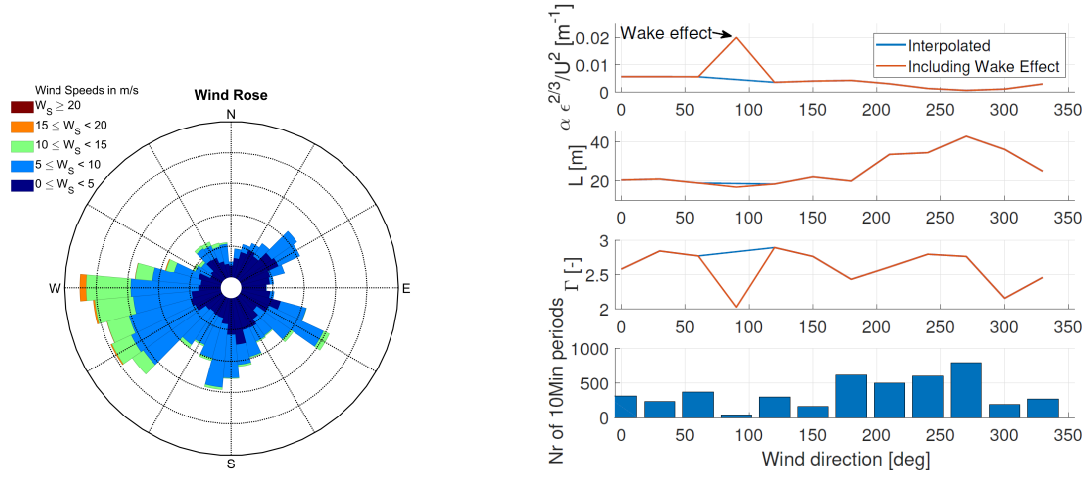 Wind Speeds in m/s
W_S ≥ 20
15 ≤ W_S < 20
10 ≤ W_S < 15
5 ≤ W_S < 10
0 ≤ W_S < 5
Wind Rose
N
W
E
S
α ϵ^2/3/U^2 [m^-1]
0.02
0.01
0
Wake effect
Interpolated
Including Wake Effect
0 50 100 150 200 250 300 350
L [m]
40
20
0 50 100 150 200 250 300 350
Γ [-]
3
2.5
2
0 50 100 150 200 250 300 350
Nr of 10Min periods
1000
500
0
0 50 100 150 200 250 300 350
Wind direction [deg]